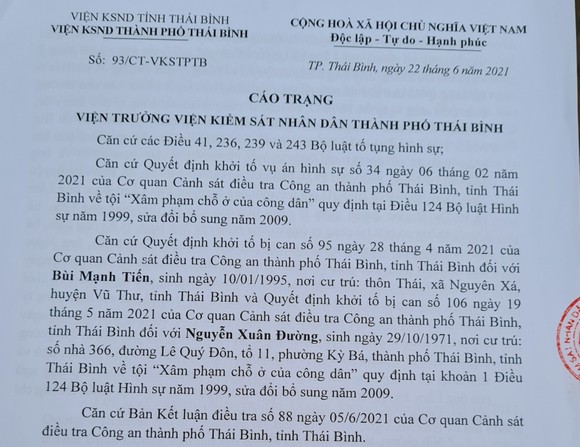 VIỆN KSND TỈNH THÁI BÌNH
VIỆN KSND THÀNH PHỐ THÁI BÌNH
CỘNG HOÀ XÃ HỘI CHỦ NGHĨA VIỆT NAM
Độc lập - Tự do - Hạnh phúc
Số: 93/CT-VKSTPTB
TP. Thái Bình, ngày 22 tháng 6 năm 2021
CÁO TRẠNG
VIỆN TRƯỞNG VIỆN KIỂM SÁT NHÂN DÂN THÀNH PHỐ THÁI BÌNH
Căn cứ các Điều 41, 236, 239 và 243 Bộ luật tố tụng hình sự;
Căn cứ Quyết định khởi tố vụ án hình sự số 34 ngày 06 tháng 02 năm
2021 của Cơ quan Cảnh sát điều tra Công an thành phố Thái Bình, tỉnh Thái
Bình về tội “Xâm phạm chỗ ở của công dân” quy định tại Điều 124 Bộ luật Hình
sự năm 1999, sửa đổi bổ sung năm 2009.
Căn cứ Quyết định khởi tố bị can số 95 ngày 28 tháng 4 năm 2021 của
Cơ quan Cảnh sát điều tra Công an thành phố Thái Bình, tỉnh Thái Bình đối với
Bùi Mạnh Tiến, sinh ngày 10/01/1995, nơi cư trú: thôn Thái, xã Nguyên Xá,
huyện Vũ Thư, tỉnh Thái Bình và Quyết định khởi tố bị can số 106 ngày 19
tháng 5 năm 2021 của Cơ quan Cảnh sát điều tra Công an thành phố Thái Bình,
tỉnh Thái Bình đối với Nguyễn Xuân Đường, sinh ngày 29/10/1971, nơi cư trú:
số nhà 366, đường Lê Quý Đôn, tổ 11, phường Kỳ Bá, thành phố Thái Bình, tỉnh
Thái Bình về tội “Xâm phạm chỗ ở của công dân” quy định tại khoản 1 Điều
124 Bộ luật Hình sự năm 1999, sửa đổi bổ sung năm 2009.
Căn cứ Bản Kết luận điều tra số 88 ngày 05/6/2021 của Cơ quan Cảnh sát
điều tra Công an thành phố Thái Bình, tỉnh Thái Bình.